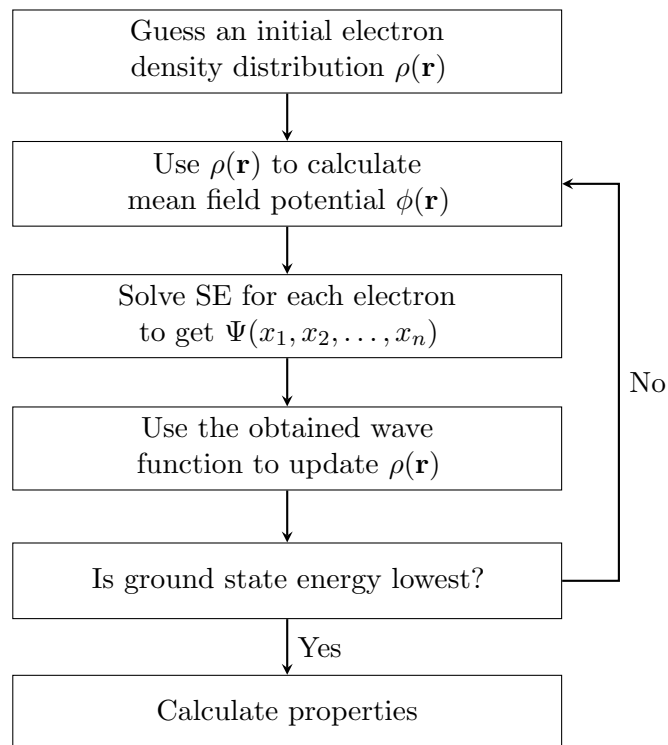 Guess an initial electron
density distribution ρ(𝐫)
Use ρ(𝐫) to calculate
mean field potential ϕ(𝐫)
Solve SE for each electron
to get Ψ(x₁, x₂, . . . , xₙ)
No
Use the obtained wave
function to update ρ(𝐫)
Is ground state energy lowest?
Yes
Calculate properties